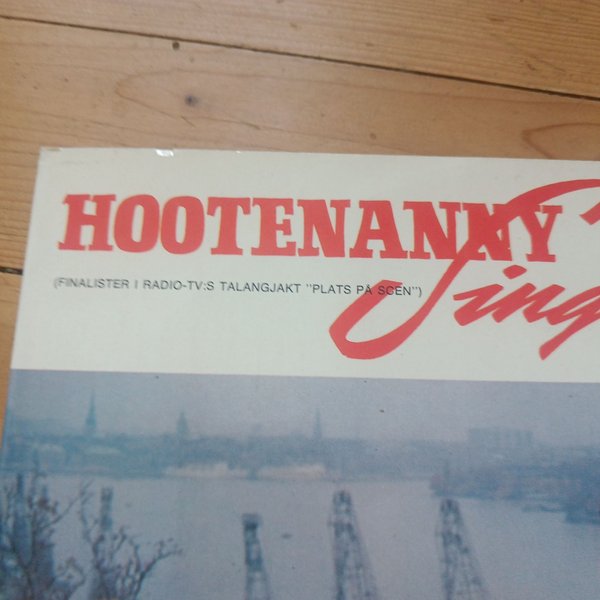 HOOTENANNY
Sing
(FINALISTER I RADIO-TV:S TALANGJAKT "PLATS PÅ SCEN")